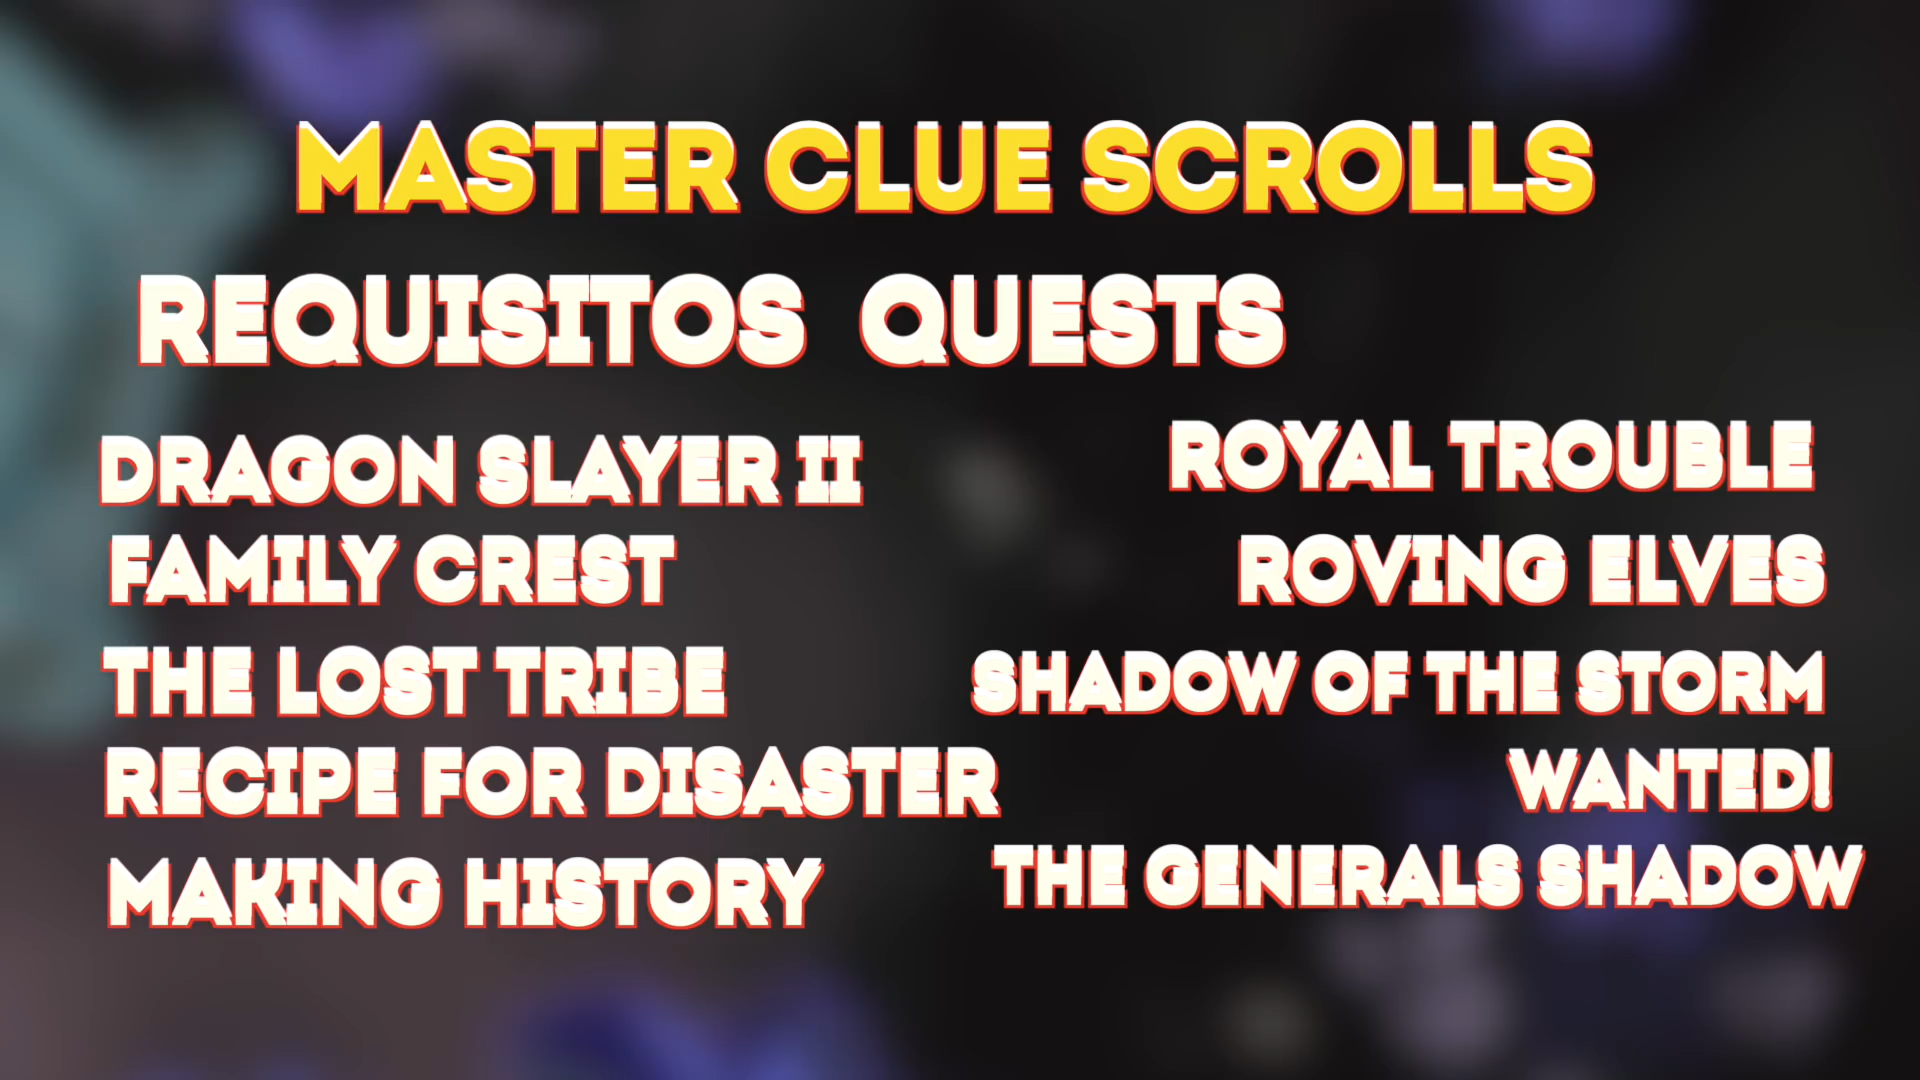 MASTER CLUE SCROLLS
REQUISITOS QUESTS
DRAGON SLAYER II
FAMILY CREST
THE LOST TRIBE
RECIPE FOR DISASTER
MAKING HISTORY
ROYAL TROUBLE
ROVING ELVES
SHADOW OF THE STORM
WANTED!
THE GENERALS SHADOW